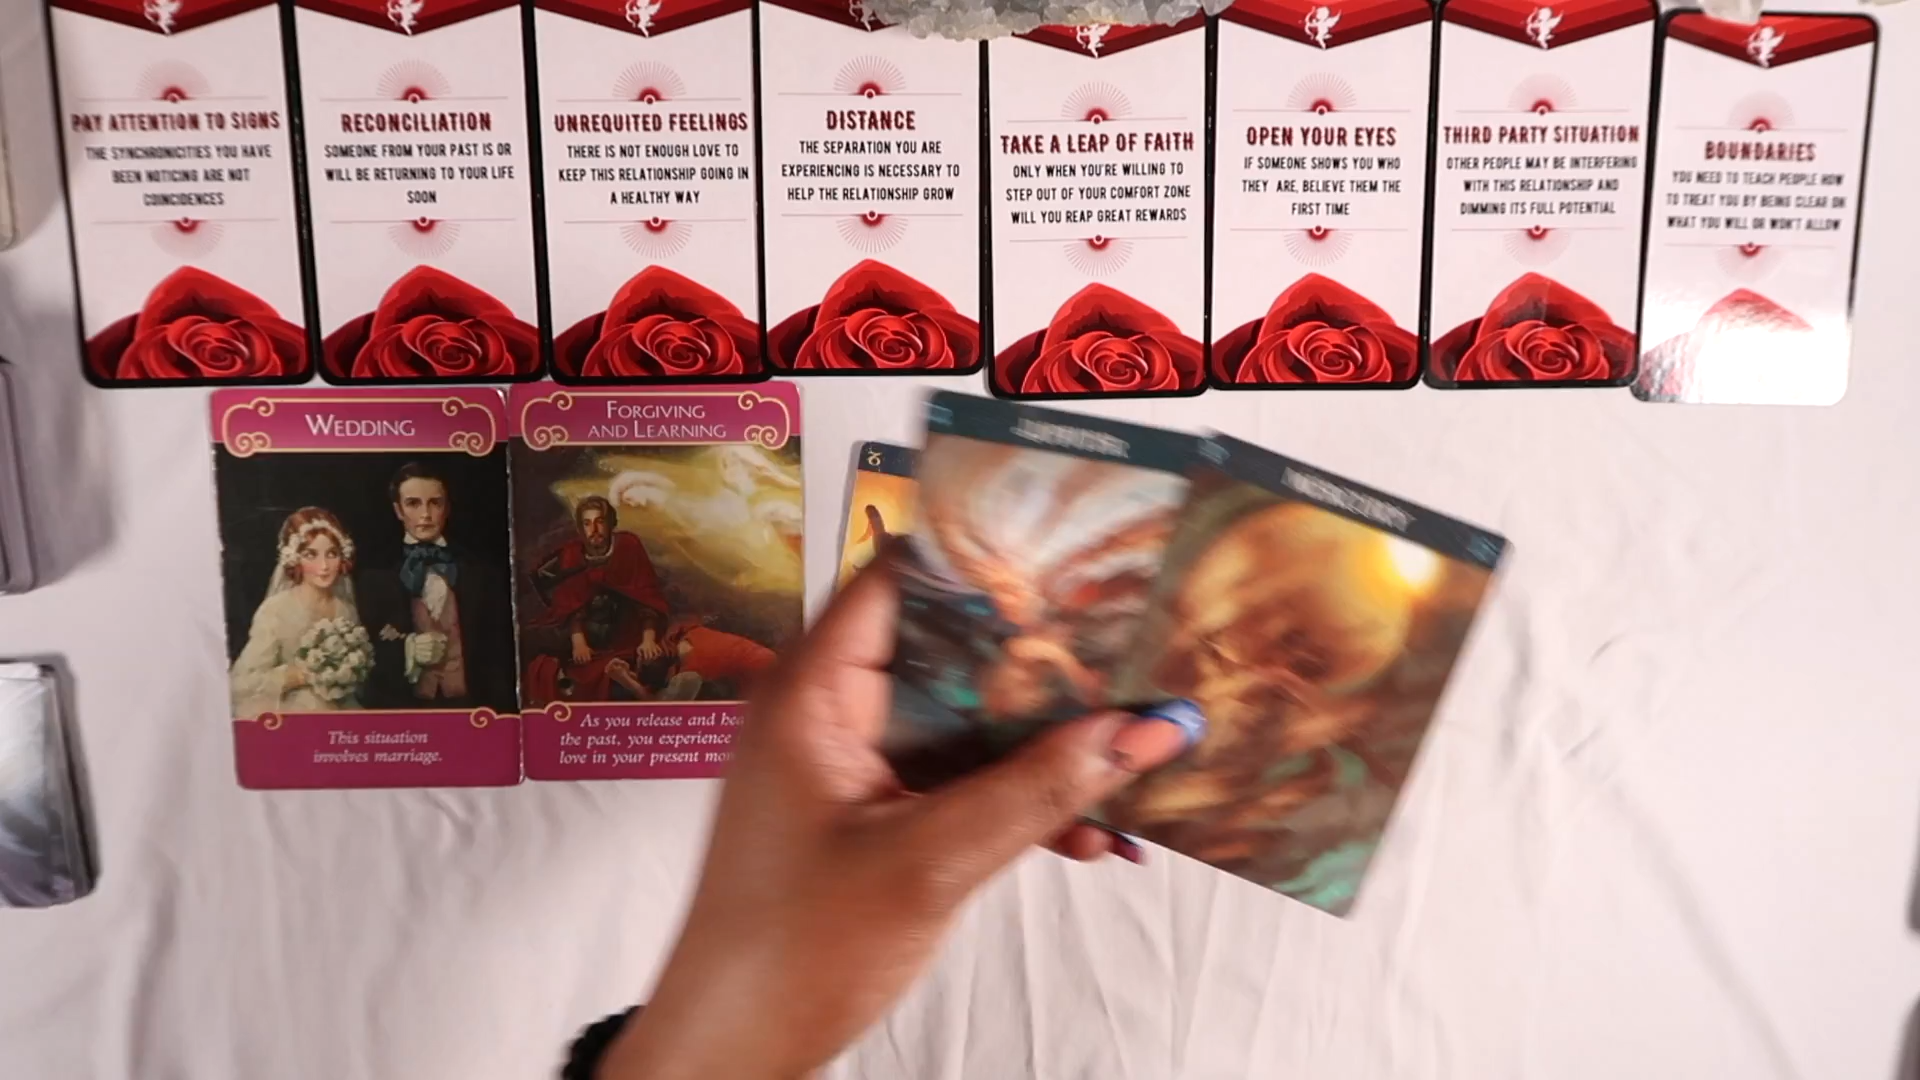 PAY ATTENTION TO SIGNS
THE SYNCHRONICITIES YOU HAVE
BEEN NOTICING ARE NOT
COINCIDENCES
RECONCILIATION
SOMEONE FROM YOUR PAST IS OR
WILL BE RETURNING TO YOUR LIFE
SOON
UNREQUITED FEELINGS
THERE IS NOT ENOUGH LOVE TO
KEEP THIS RELATIONSHIP GOING IN
A HEALTHY WAY
DISTANCE
THE SEPARATION YOU ARE
EXPERIENCING IS NECESSARY TO
HELP THE RELATIONSHIP GROW
TAKE A LEAP OF FAITH
ONLY WHEN YOU'RE WILLING TO
STEP OUT OF YOUR COMFORT ZONE
WILL YOU REAP GREAT REWARDS
OPEN YOUR EYES
IF SOMEONE SHOWS YOU WHO
THEY ARE, BELIEVE THEM THE
FIRST TIME
THIRD PARTY SITUATION
OTHER PEOPLE MAY BE INTERFERING
WITH THIS RELATIONSHIP AND
DIMMING ITS FULL POTENTIAL
BOUNDARIES
YOU NEED TO TEACH PEOPLE HOW
TO TREAT YOU BY BEING CLEAR ON
WHAT YOU WILL OR WON'T ALLOW
WEDDING
This situation
involves marriage.
FORGIVING
AND LEARNING
As you release and
the past, you experience
love in your present